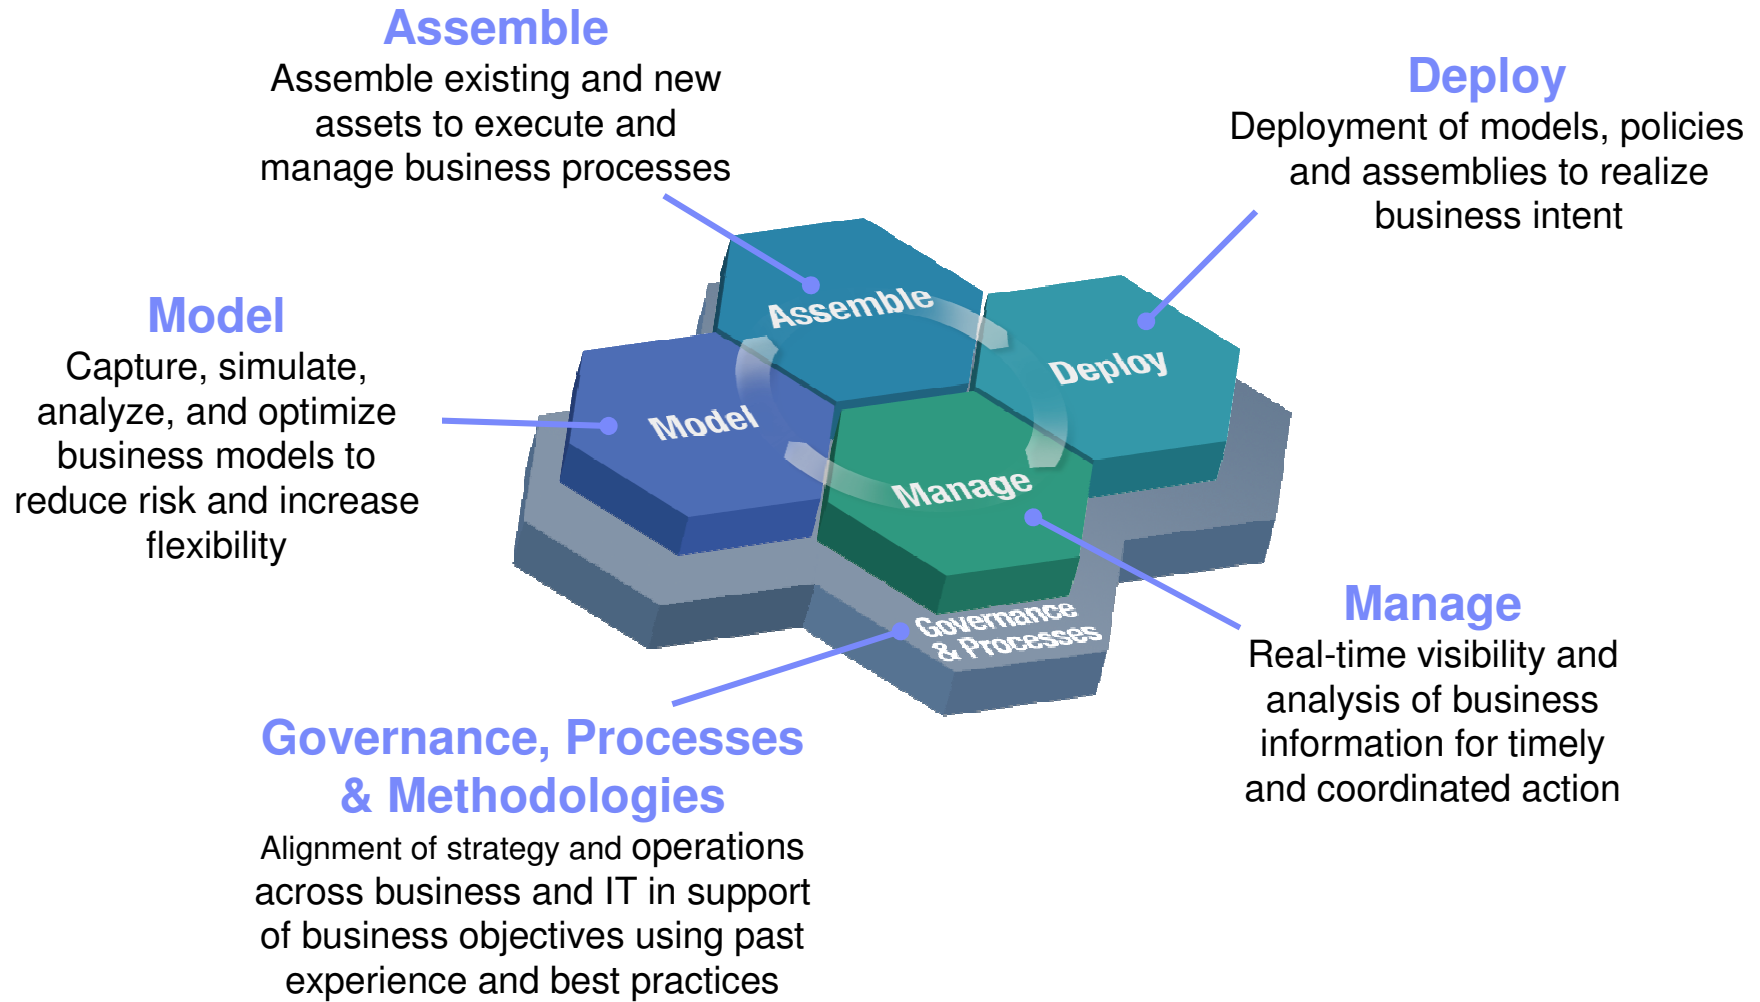 Assemble
Assemble existing and new
assets to execute and
manage business processes
Deploy
Deployment of models, policies
and assemblies to realize
business intent
Model
Capture, simulate,
analyze, and optimize
business models to
reduce risk and increase
flexibility
Assemble
Deploy
Model
Manage
Governance
& Processes
Manage
Real-time visibility and
analysis of business
information for timely
and coordinated action
Governance, Processes
& Methodologies
Alignment of strategy and operations
across business and IT in support
of business objectives using past
experience and best practices